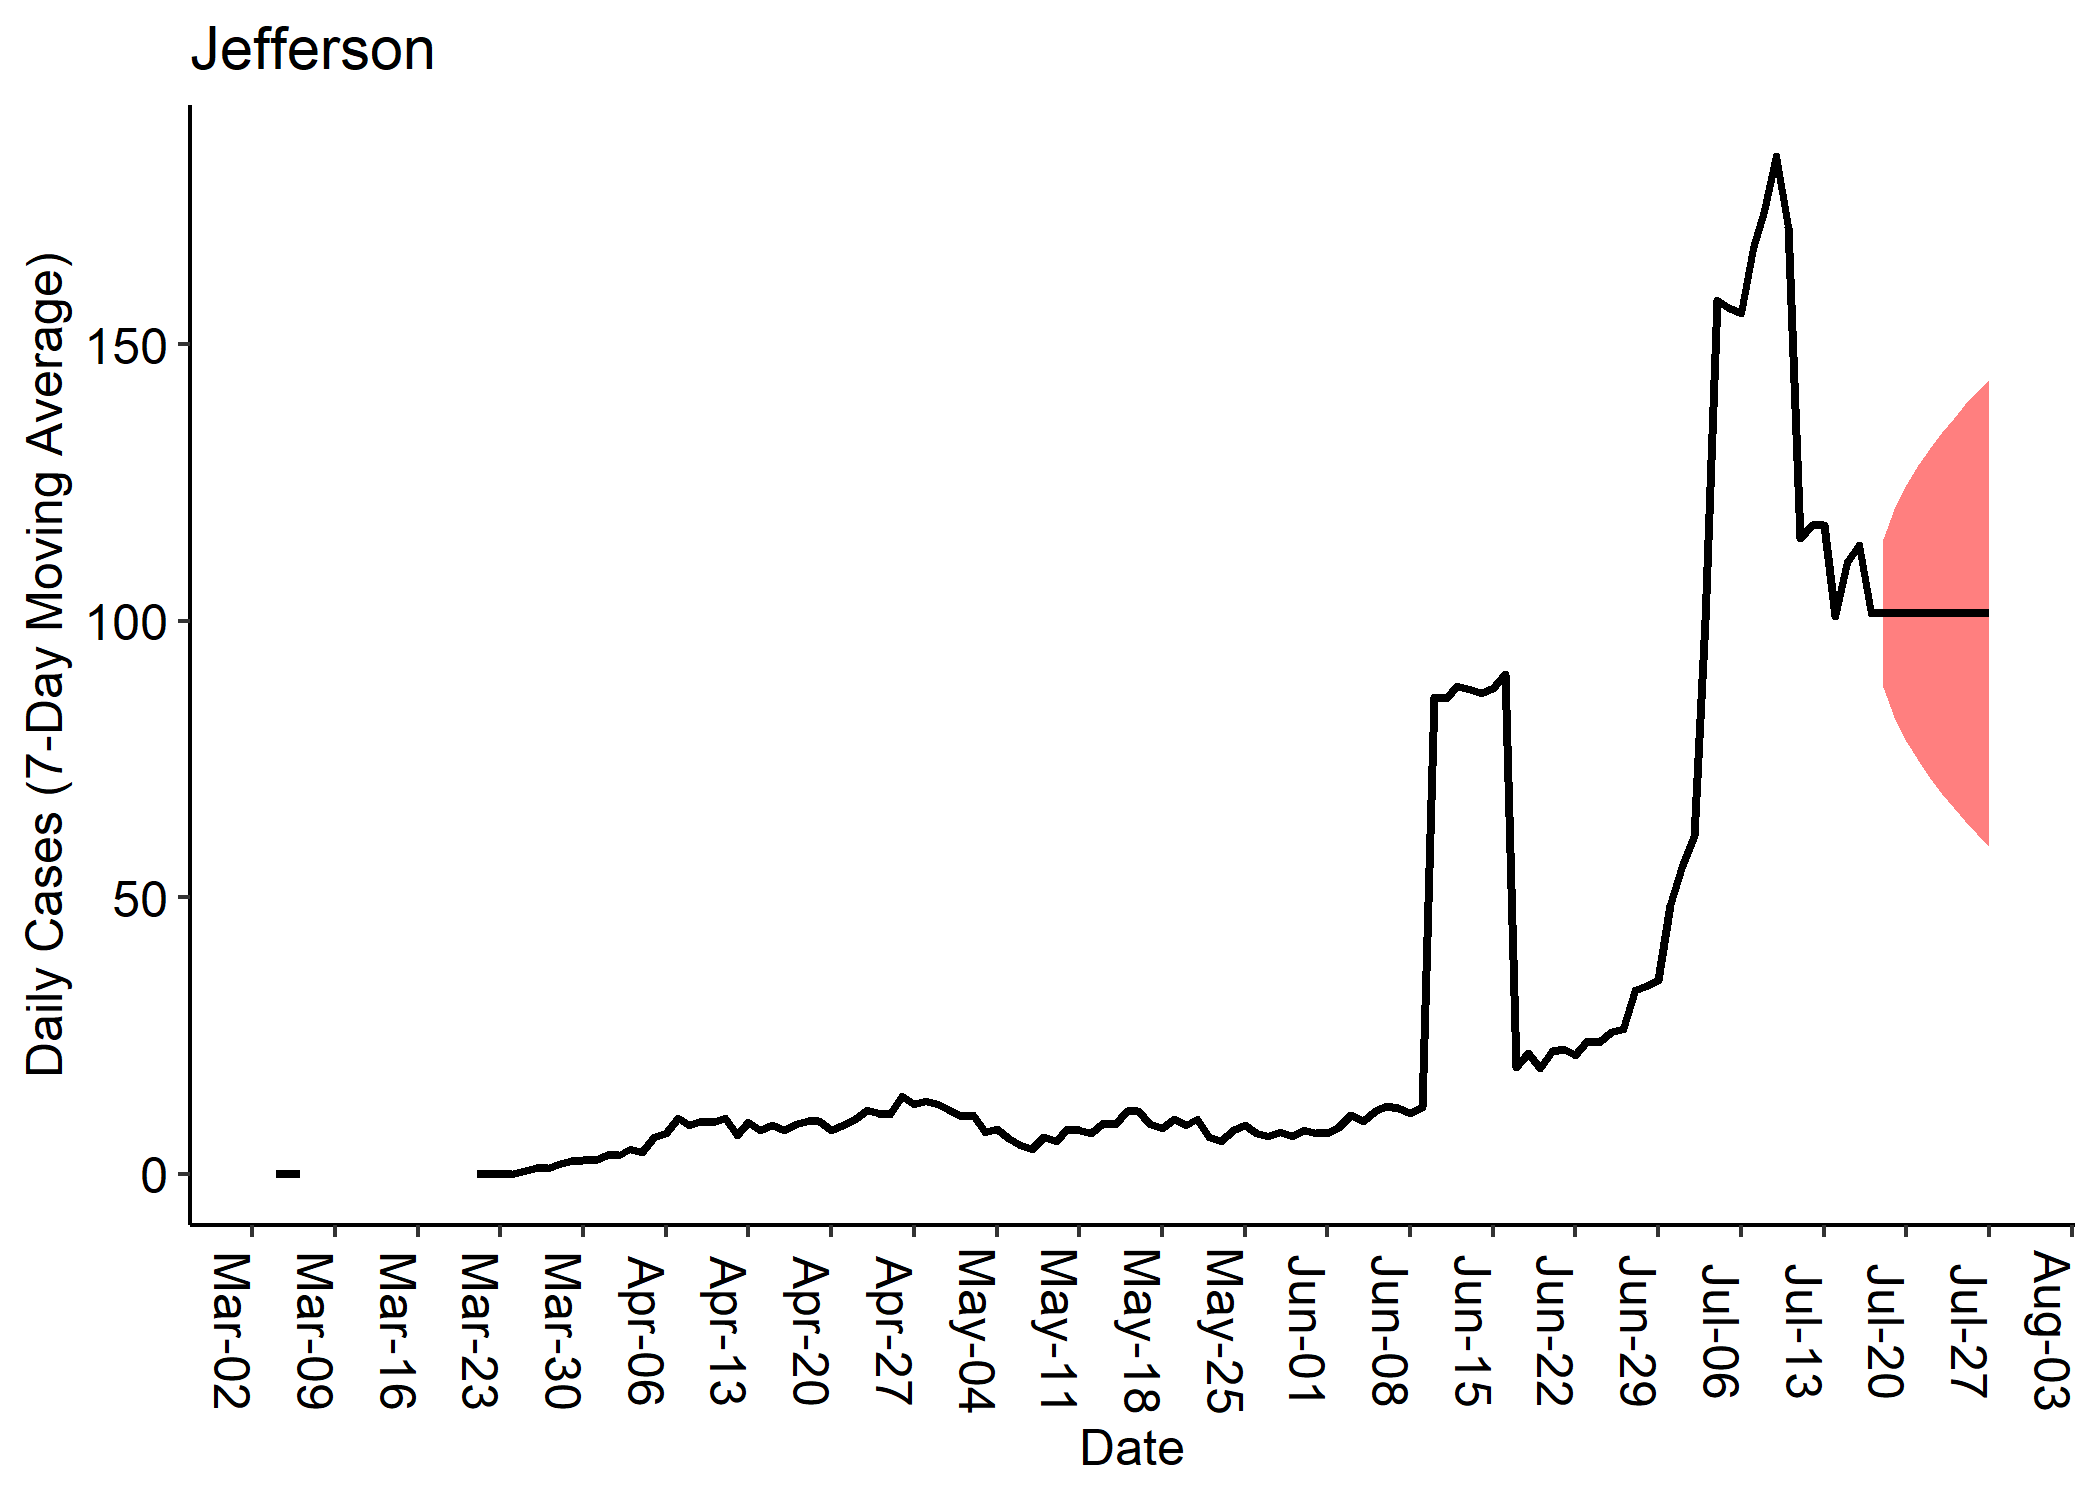 Jefferson
Daily Cases (7-Day Moving Average)
150
100
50
0
Mar-02
Mar-09
Mar-16
Mar-23
Mar-30
Apr-06
Apr-13
Apr-20
Apr-27
May-04
May-11
May-18
May-25
Jun-01
Jun-08
Jun-15
Jun-22
Jun-29
Jul-06
Jul-13
Jul-20
Jul-27
Aug-03
Date